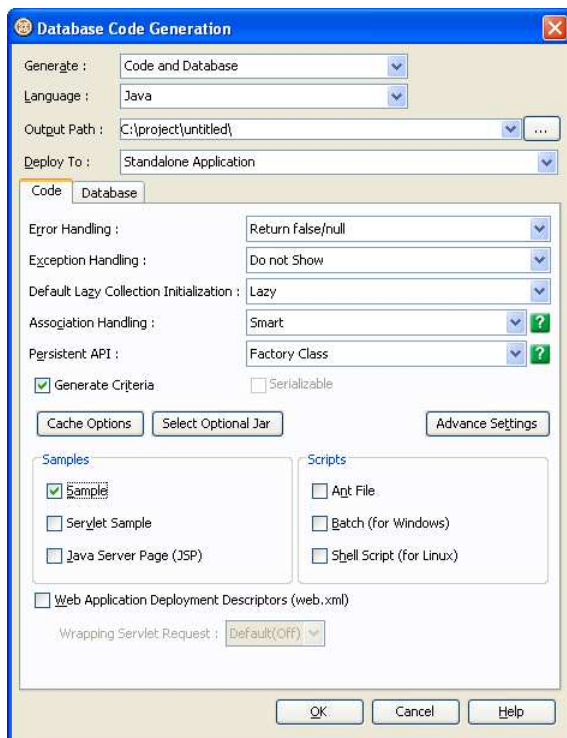 Database Code Generation
Generate : Code and Database
Language : Java
Output Path : C:\project\untitled\ ...
Deploy To : Standalone Application
Code Database
Error Handling : Return false/null
Exception Handling : Do not Show
Default Lazy Collection Initialization : Lazy
Association Handling : Smart ?
Persistent API : Factory Class ?
Generate Criteria Serializable
Cache Options Select Optional Jar Advance Settings
Samples Scripts
Sample Ant File
Servlet Sample Batch (for Windows)
Java Server Page (JSP) Shell Script (for Linux)
Web Application Deployment Descriptors (web.xml)
Wrapping Servlet Request : Default(Off)
OK Cancel Help